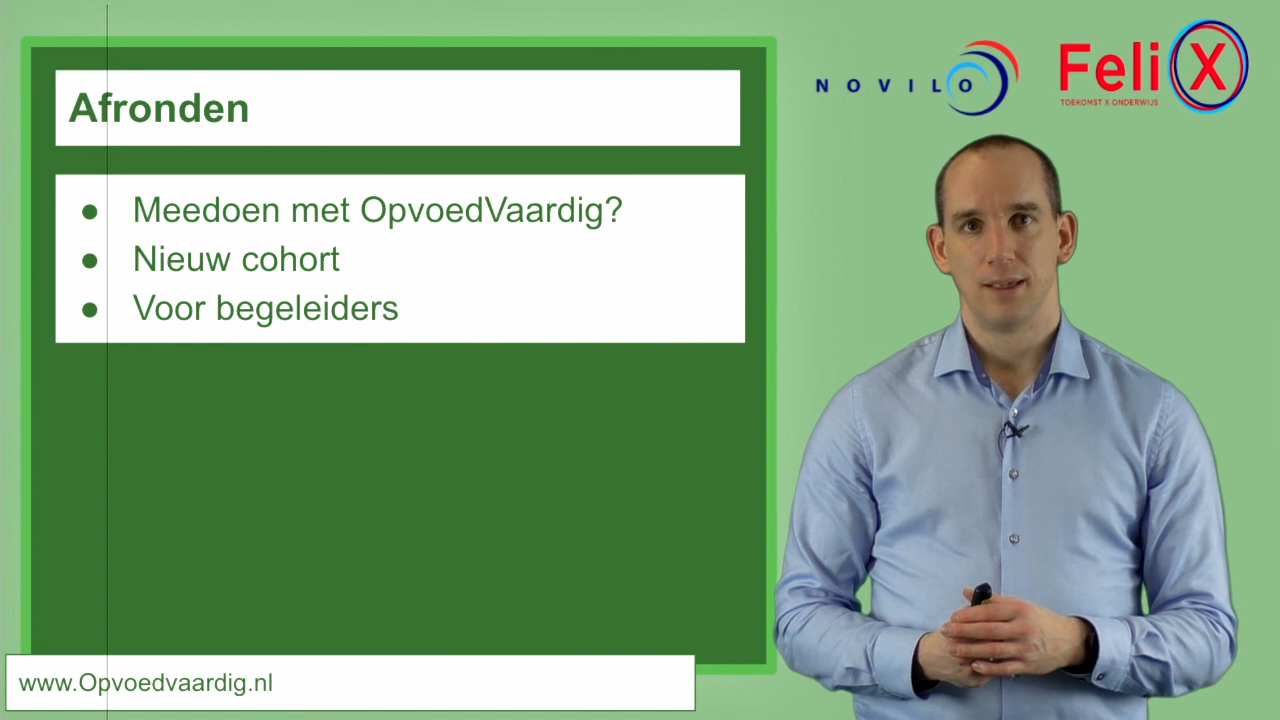 NOVILO
FeliX
TOEKOMST X ONDERWIJS
Afronden
● Meedoen met OpvoedVaardig?
● Nieuw cohort
● Voor begeleiders
www.Opvoedvaardig.nl